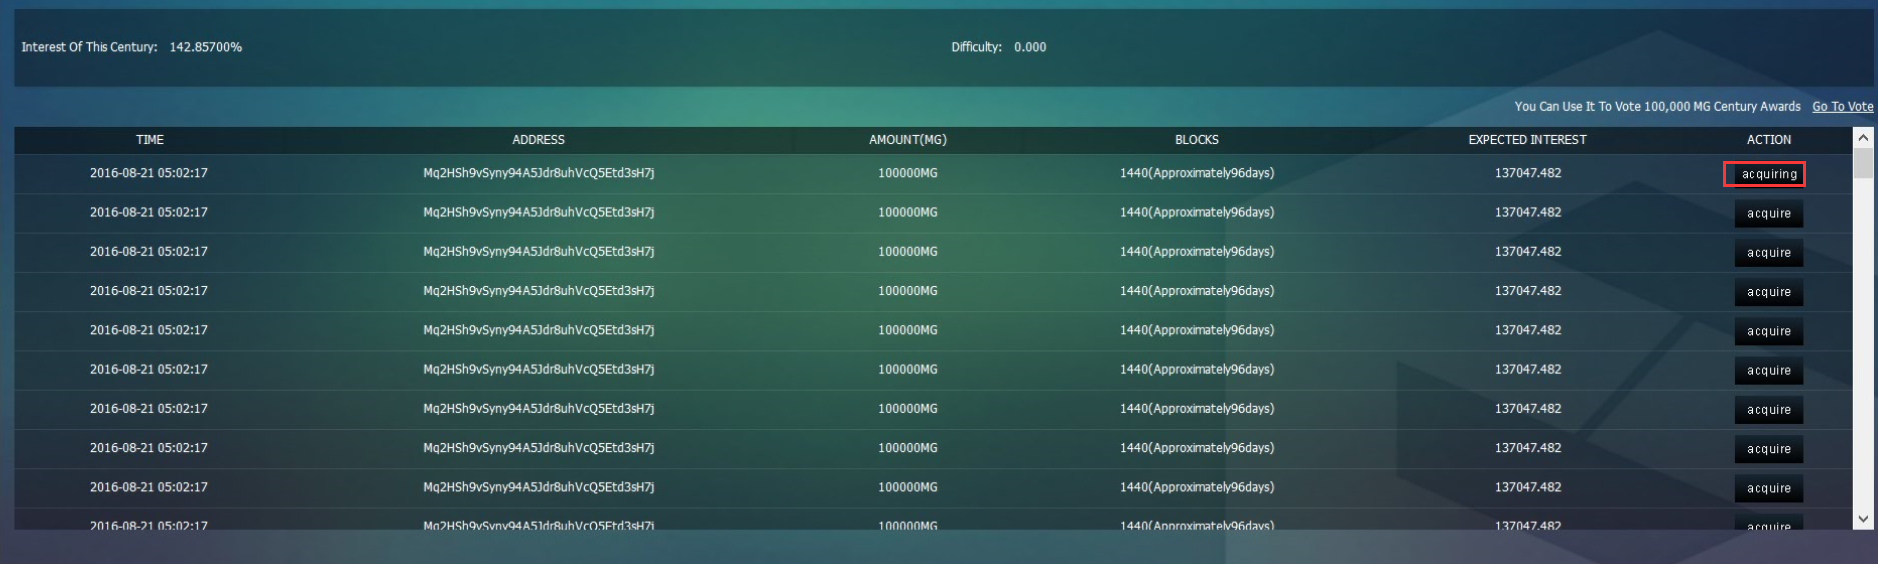 Interest Of This Century: 142.85700% Difficulty: 0.000
You Can Use It To Vote 100,000 MG Century Awards Go To Vote
TIME ADDRESS AMOUNT(MG) BLOCKS EXPECTED INTEREST ACTION
2016-08-21 05:02:17 Mq2HSh9vSyny94A5Jdr8uhVcQ5Etd3sH7j 100000MG 1440(Approximately96days) 137047.482 acquiring
2016-08-21 05:02:17 Mq2HSh9vSyny94A5Jdr8uhVcQ5Etd3sH7j 100000MG 1440(Approximately96days) 137047.482 acquire
2016-08-21 05:02:17 Mq2HSh9vSyny94A5Jdr8uhVcQ5Etd3sH7j 100000MG 1440(Approximately96days) 137047.482 acquire
2016-08-21 05:02:17 Mq2HSh9vSyny94A5Jdr8uhVcQ5Etd3sH7j 100000MG 1440(Approximately96days) 137047.482 acquire
2016-08-21 05:02:17 Mq2HSh9vSyny94A5Jdr8uhVcQ5Etd3sH7j 100000MG 1440(Approximately96days) 137047.482 acquire
2016-08-21 05:02:17 Mq2HSh9vSyny94A5Jdr8uhVcQ5Etd3sH7j 100000MG 1440(Approximately96days) 137047.482 acquire
2016-08-21 05:02:17 Mq2HSh9vSyny94A5Jdr8uhVcQ5Etd3sH7j 100000MG 1440(Approximately96days) 137047.482 acquire
2016-08-21 05:02:17 Mq2HSh9vSyny94A5Jdr8uhVcQ5Etd3sH7j 100000MG 1440(Approximately96days) 137047.482 acquire
2016-08-21 05:02:17 Mq2HSh9vSyny94A5Jdr8uhVcQ5Etd3sH7j 100000MG 1440(Approximately96days) 137047.482 acquire
2016-08-21 05:02:17 Mq2HSh9vSyny94A5Jdr8uhVcQ5Etd3sH7j 100000MG 1440(Approximately96days) 137047.482 acquire